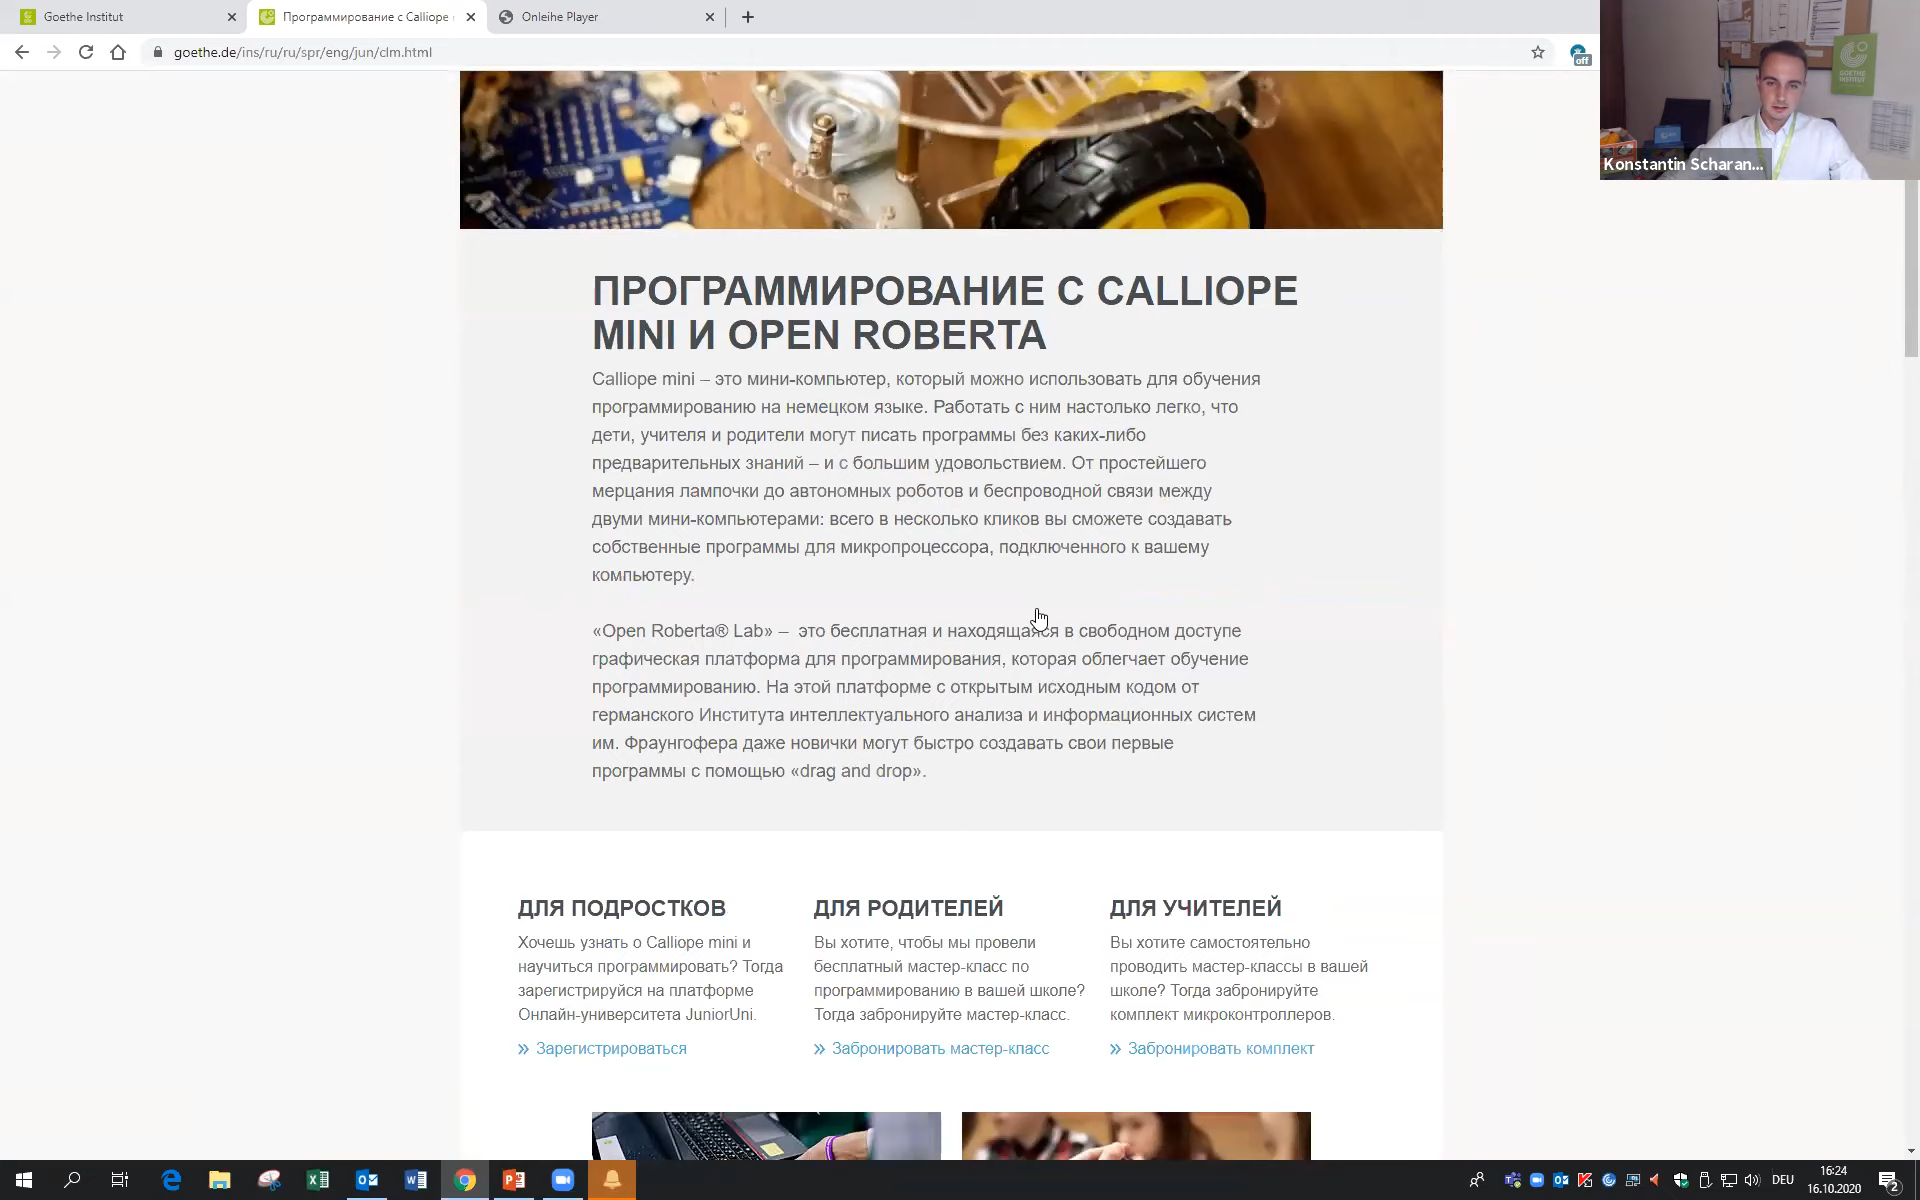 Goethe Institut
Программирование с Calliope
Onleihe Player
goethe.de/ins/ru/ru/spr/eng/jun/clm.html
off
GOETHE INSTITUT
Konstantin Scharan...
ПРОГРАММИРОВАНИЕ С CALLIOPE
MINI И OPEN ROBERTA
Calliope mini – это мини-компьютер, который можно использовать для обучения
программированию на немецком языке. Работать с ним настолько легко, что
дети, учителя и родители могут писать программы без каких-либо
предварительных знаний – и с большим удовольствием. От простейшего
мерцания лампочки до автономных роботов и беспроводной связи между
двуми мини-компьютерами: всего в несколько кликов вы сможете создавать
собственные программы для микропроцессора, подключенного к вашему
компьютеру.
«Open Roberta® Lab» – это бесплатная и находящаяся в свободном доступе
графическая платформа для программирования, которая облегчает обучение
программированию. На этой платформе с открытым исходным кодом от
германского Института интеллектуального анализа и информационных систем
им. Фраунгофера даже новички могут быстро создавать свои первые
программы с помощью «drag and drop».
ДЛЯ ПОДРОСТКОВ
Хочешь узнать о Calliope mini и
научиться программировать? Тогда
зарегистрируйся на платформе
Онлайн-университета JuniorUni.
» Зарегистрироваться
ДЛЯ РОДИТЕЛЕЙ
Вы хотите, чтобы мы провели
бесплатный мастер-класс по
программированию в вашей школе?
Тогда забронируйте мастер-класс.
» Забронировать мастер-класс
ДЛЯ УЧИТЕЛЕЙ
Вы хотите самостоятельно
проводить мастер-классы в вашей
школе? Тогда забронируйте
комплект микроконтроллеров.
» Забронировать комплект
DEU
16:24
16.10.2020
2